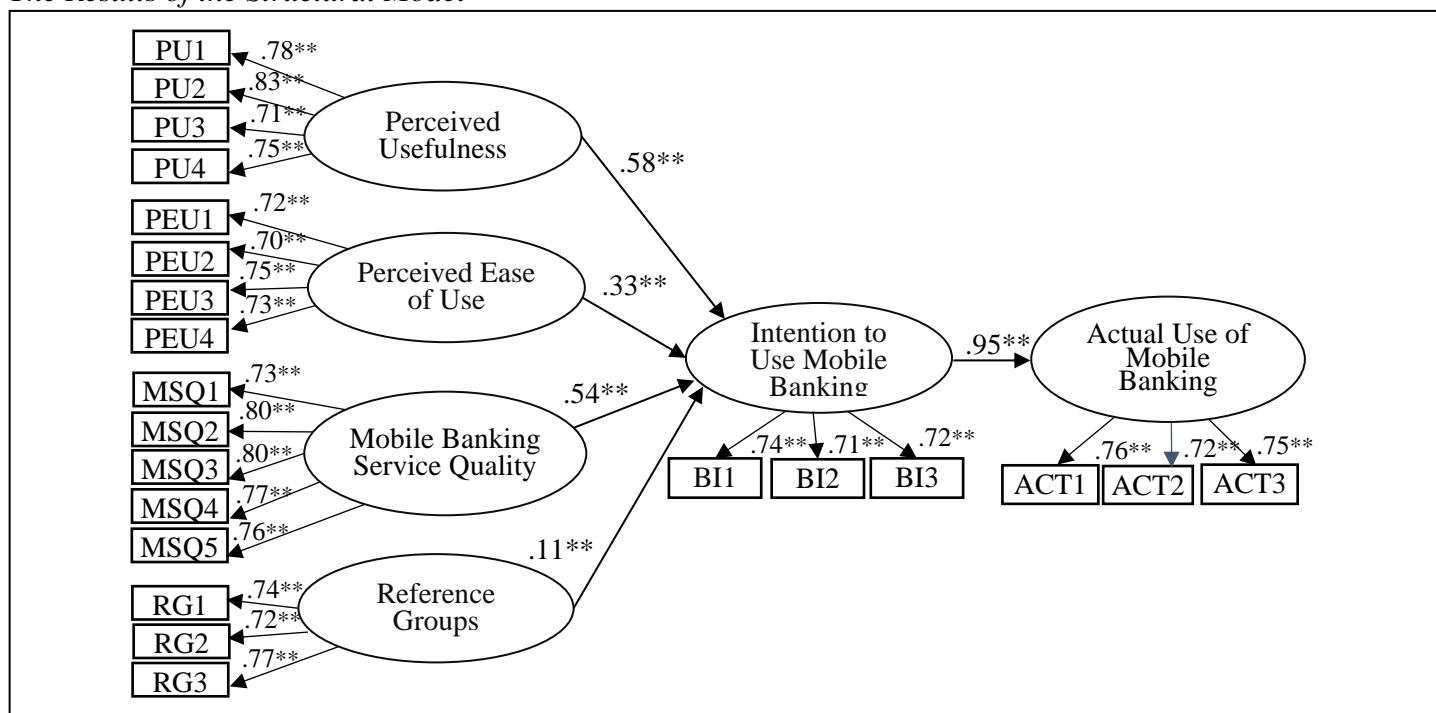 The Results of the Structural Model
PU1
.78**
PU2
.83**
PU3
.71**
PU4
.75**
Perceived
Usefulness
.58**
PEU1
.72**
PEU2
.70**
PEU3
.75**
PEU4
.73**
Perceived Ease
of Use
.33**
MSQ1
.73**
MSQ2
.80**
MSQ3
.80**
MSQ4
.77**
MSQ5
.76**
Mobile Banking
Service Quality
.54**
RG1
.74**
RG2
.72**
RG3
.77**
Reference
Groups
.11**
Intention to
Use Mobile
Banking
.95**
BI1
.74**
BI2
.71**
BI3
.72**
Actual Use of
Mobile
Banking
ACT1
.76**
ACT2
.72**
ACT3
.75**